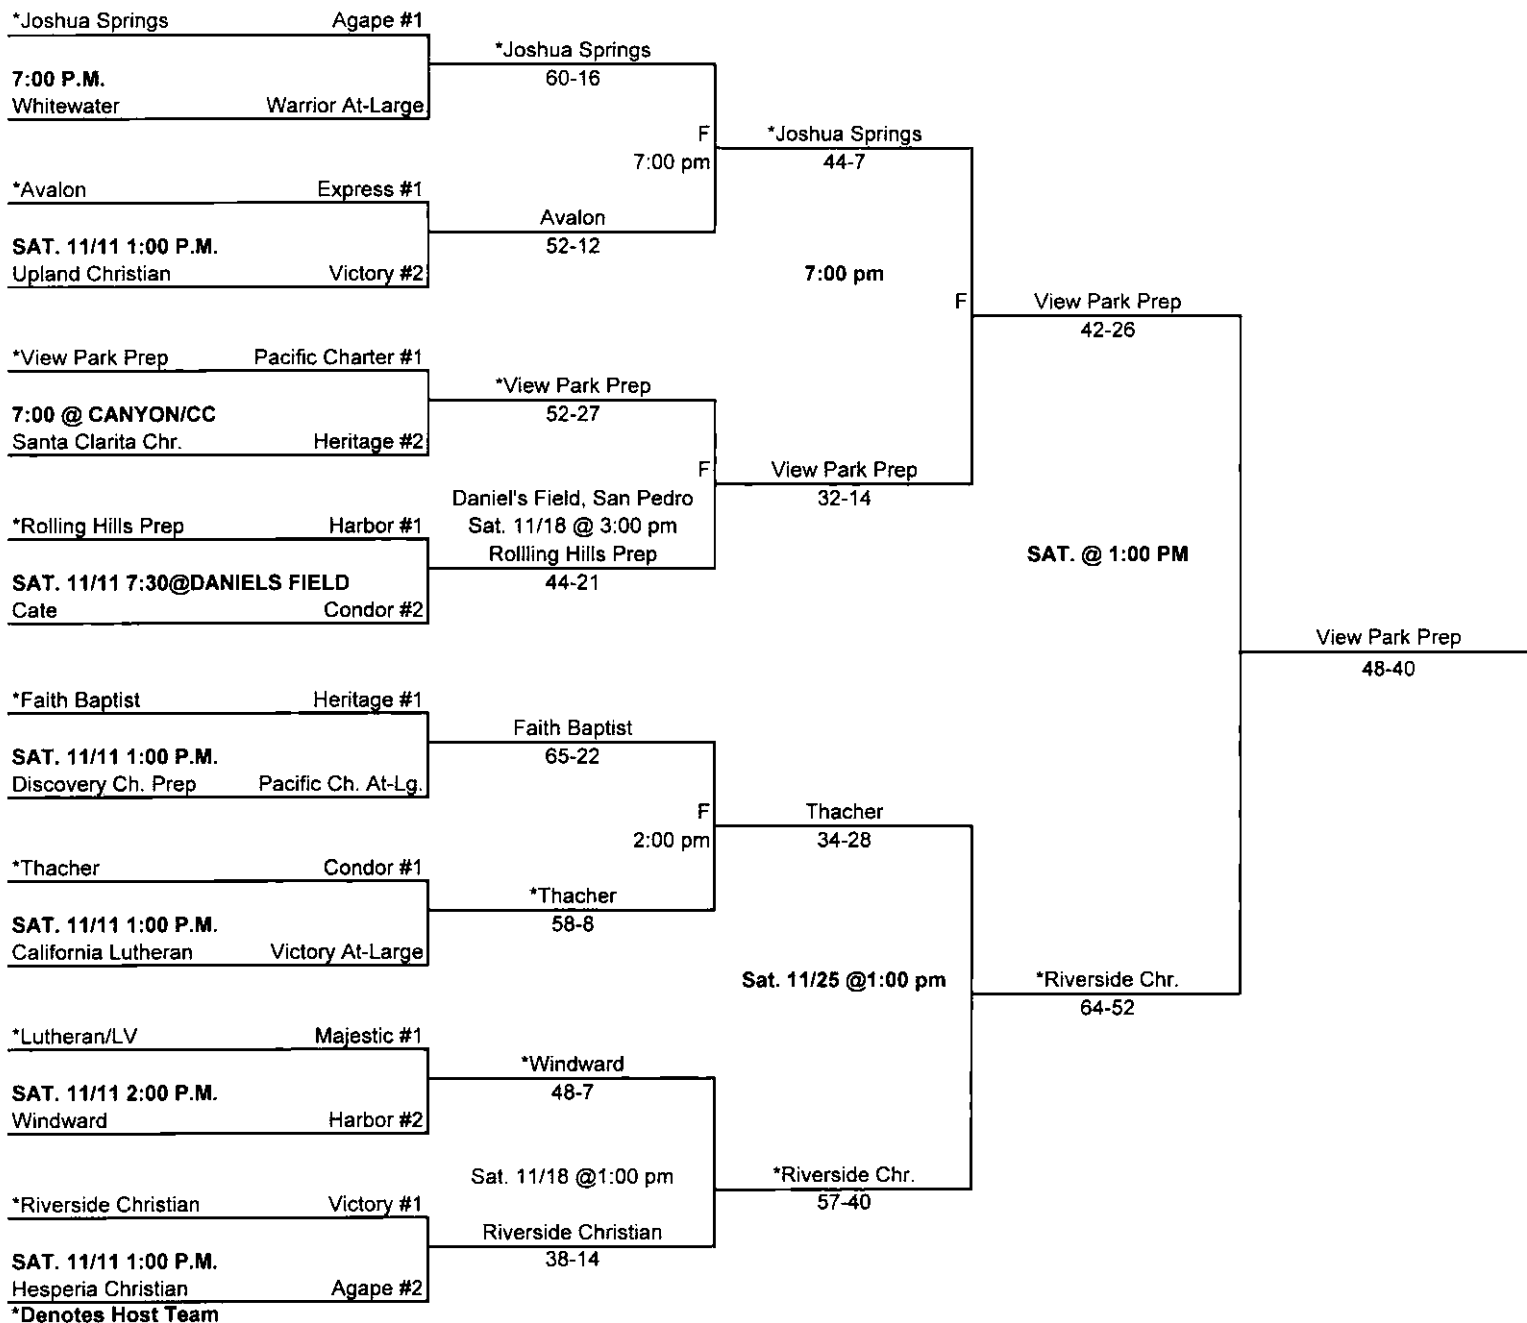 *Joshua Springs Agape #1
7:00 P.M.
Whitewater Warrior At-Large
*Avalon Express #1
SAT. 11/11 1:00 P.M.
Upland Christian Victory #2
*View Park Prep Pacific Charter #1
7:00 @ CANYON/CC
Santa Clarita Chr. Heritage #2
*Rolling Hills Prep Harbor #1
SAT. 11/11 7:30@DANIELS FIELD
Cate Condor #2
*Faith Baptist Heritage #1
SAT. 11/11 1:00 P.M.
Discovery Ch. Prep Pacific Ch. At-Lg.
*Thacher Condor #1
SAT. 11/11 1:00 P.M.
California Lutheran Victory At-Large
*Lutheran/LV Majestic #1
SAT. 11/11 2:00 P.M.
Windward Harbor #2
*Riverside Christian Victory #1
SAT. 11/11 1:00 P.M.
Hesperia Christian Agape #2
*Denotes Host Team
*Joshua Springs
60-16
F
7:00 pm
Avalon
52-12
*View Park Prep
52-27
F
Daniel's Field, San Pedro
Sat. 11/18 @ 3:00 pm
Rollling Hills Prep
44-21
Faith Baptist
65-22
F
2:00 pm
*Thacher
58-8
*Windward
48-7
Sat. 11/18 @1:00 pm
Riverside Christian
38-14
*Joshua Springs
44-7
7:00 pm
F
View Park Prep
32-14
Thacher
34-28
Sat. 11/25 @1:00 pm
*Riverside Chr.
57-40
View Park Prep
42-26
SAT. @ 1:00 PM
*Riverside Chr.
64-52
View Park Prep
48-40